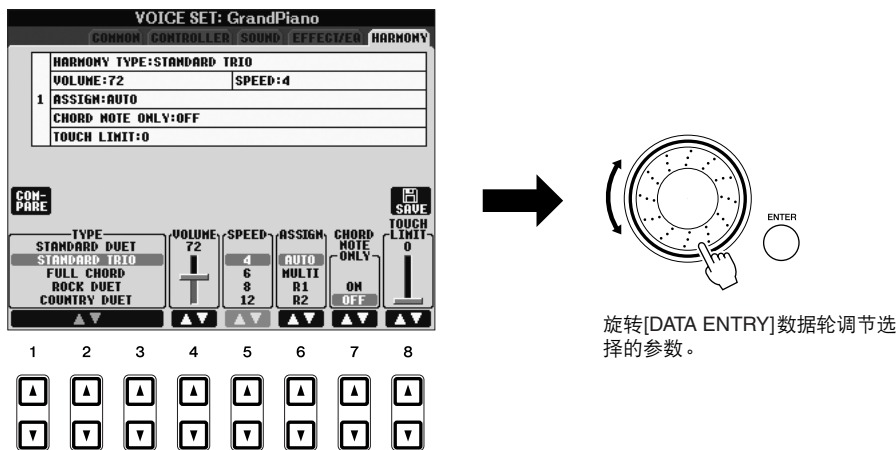 VOICE SET: GrandPiano
COMMON CONTROLLER SOUND EFFECT/EQ HARMONY
HARMONY TYPE:STANDARD TRIO
VOLUME:72 SPEED:4
1 ASSIGN:AUTO
CHORD NOTE ONLY:OFF
TOUCH LIMIT:0
COM-
PARE
SAVE
TYPE
STANDARD DUET
STANDARD TRIO
FULL CHORD
ROCK DUET
COUNTRY DUET
VOLUME
72
SPEED
4
6
8
12
ASSIGN
AUTO
MULTI
R1
R2
CHORD
NOTE
ONLY
ON
OFF
TOUCH
LIMIT
0
1 2 3 4 5 6 7 8
ENTER
旋转[DATA ENTRY]数据轮调节选
择的参数。